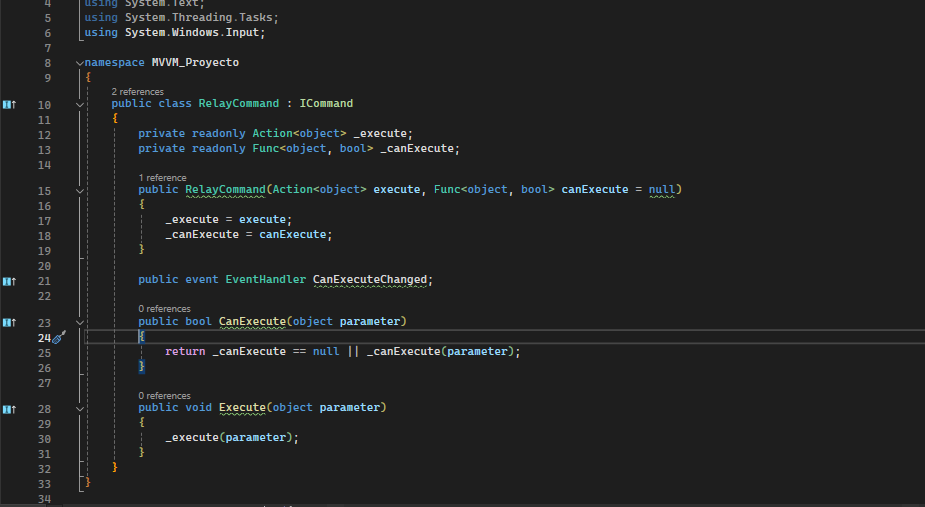 4 using System.Text;
5 using System.Threading.Tasks;
6 using System.Windows.Input;
7
8 namespace MVVM_Proyecto
9 {
2 references
10 public class RelayCommand : ICommand
11 {
12 private readonly Action<object> _execute;
13 private readonly Func<object, bool> _canExecute;
14
1 reference
15 public RelayCommand(Action<object> execute, Func<object, bool> canExecute = null)
16 {
17 _execute = execute;
18 _canExecute = canExecute;
19 }
20
21 public event EventHandler CanExecuteChanged;
22
0 references
23 public bool CanExecute(object parameter)
24 {
25 return _canExecute == null || _canExecute(parameter);
26 }
27
0 references
28 public void Execute(object parameter)
29 {
30 _execute(parameter);
31 }
32 }
33 }
34